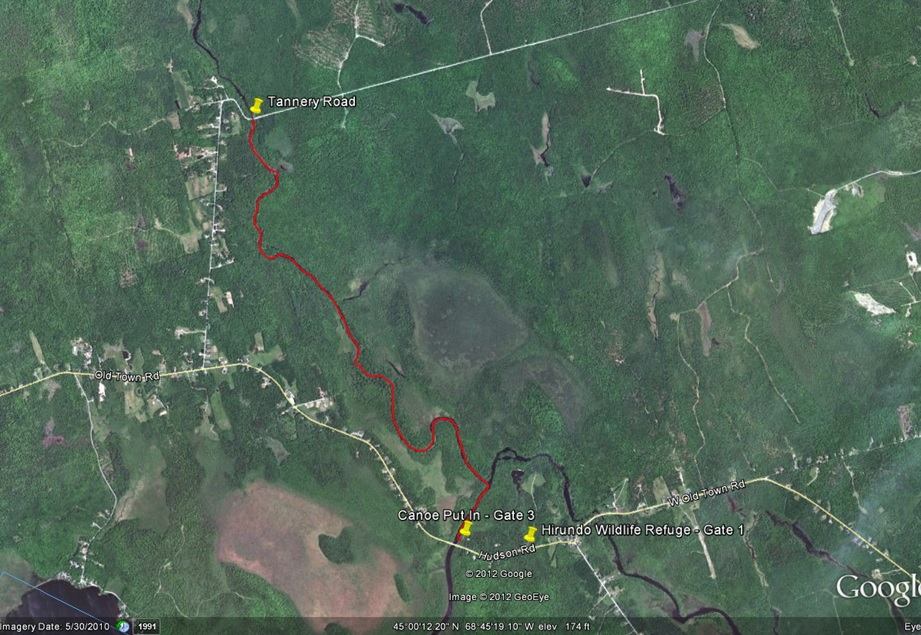 Tannery Road
Old Town Rd
W Old Town Rd
Canoe Put In - Gate 3
Hirundo Wildlife Refuge - Gate 1
Hudson Rd
© 2012 Google
Image © 2012 GeoEye
Google
Imagery Date: 5/30/2010
1991
45°00'12.20" N 68°45'19.10" W elev 174 ft
Eye